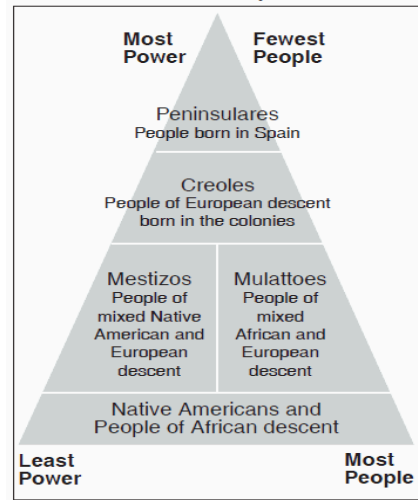 Most
Power
Fewest
People
Peninsulares
People born in Spain
Creoles
People of European descent
born in the colonies
Mestizos
People of
mixed Native
American and
European
descent
Mulattoes
People of
mixed
African and
European
descent
Native Americans and
People of African descent
Least
Power
Most
People